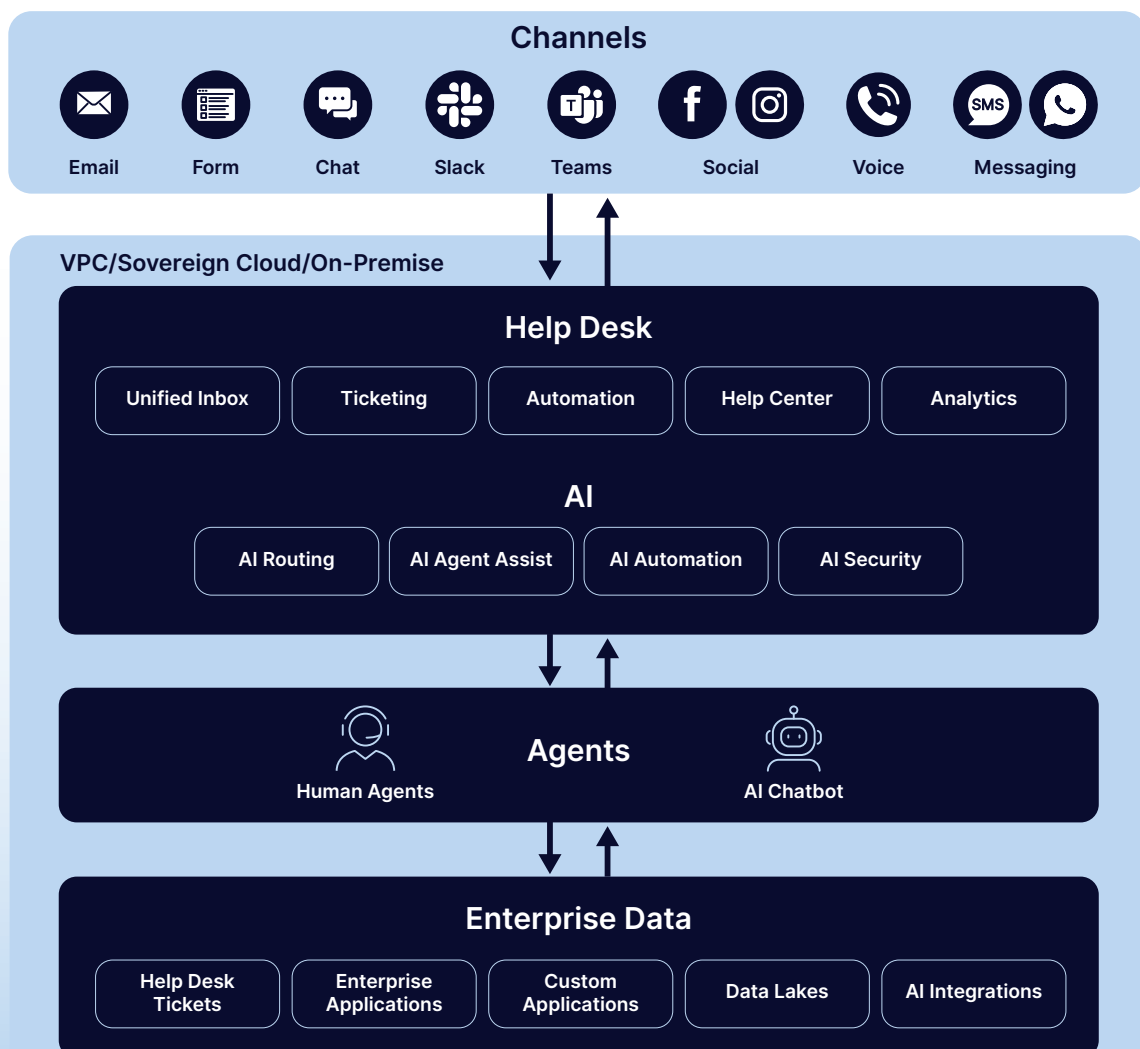 Channels
T
SMS
Email
Form
Chat
Slack
Teams
Social
Voice
Messaging
VPC/Sovereign Cloud/On-Premise
Help Desk
Unified Inbox
Ticketing
Automation
Help Center
Analytics
AI
AI Routing
AI Agent Assist
AI Automation
AI Security
Agents
Human Agents
AI Chatbot
Enterprise Data
Help Desk
Tickets
Enterprise
Applications
Custom
Applications
Data Lakes
AI Integrations